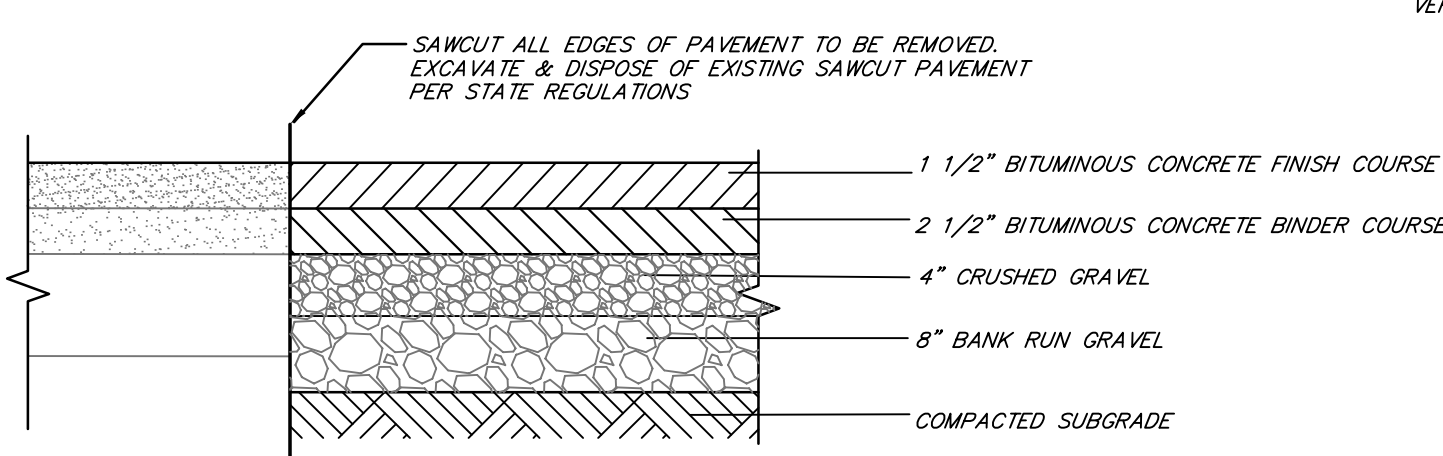 SAWCUT ALL EDGES OF PAVEMENT TO BE REMOVED.
EXCAVATE & DISPOSE OF EXISTING SAWCUT PAVEMENT
PER STATE REGULATIONS
1 1/2" BITUMINOUS CONCRETE FINISH COURSE
2 1/2" BITUMINOUS CONCRETE BINDER COURSE
4" CRUSHED GRAVEL
8" BANK RUN GRAVEL
COMPACTED SUBGRADE